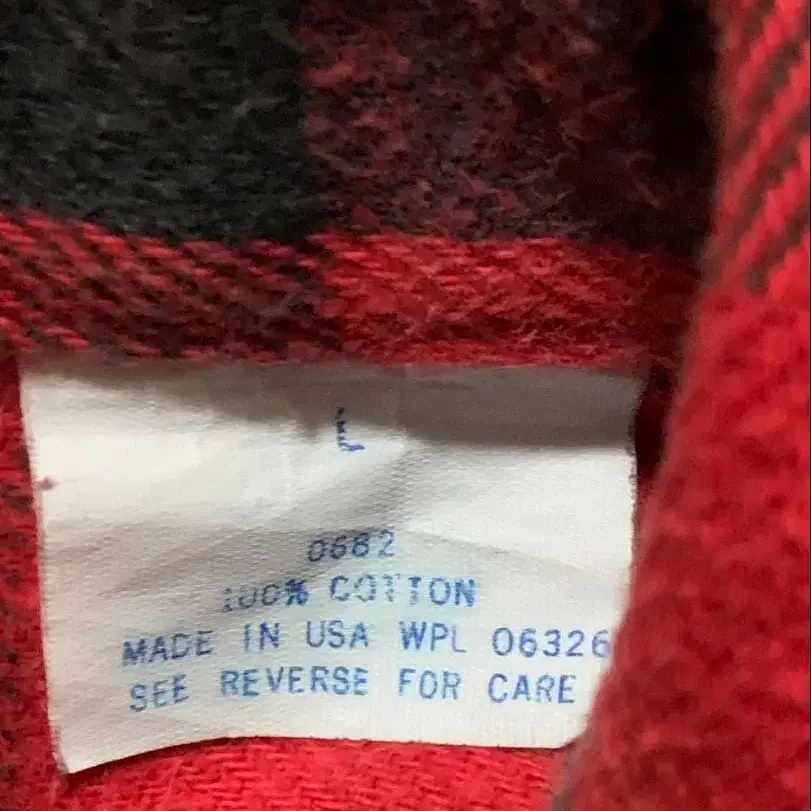 L
0682
100% COTTON
MADE IN USA WPL 06326
SEE REVERSE FOR CARE